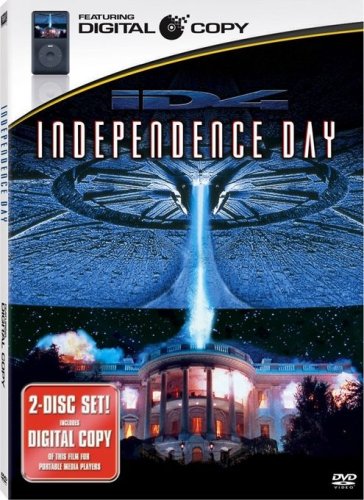 FEATURING
DIGITAL COPY
ID4
INDEPENDENCE DAY
INDEPENDENCE DAY
DIGITAL COPY
2-DISC SET!
INCLUDES
DIGITAL COPY
OF THIS FILM FOR
PORTABLE MEDIA PLAYERS
DVD
VIDEO